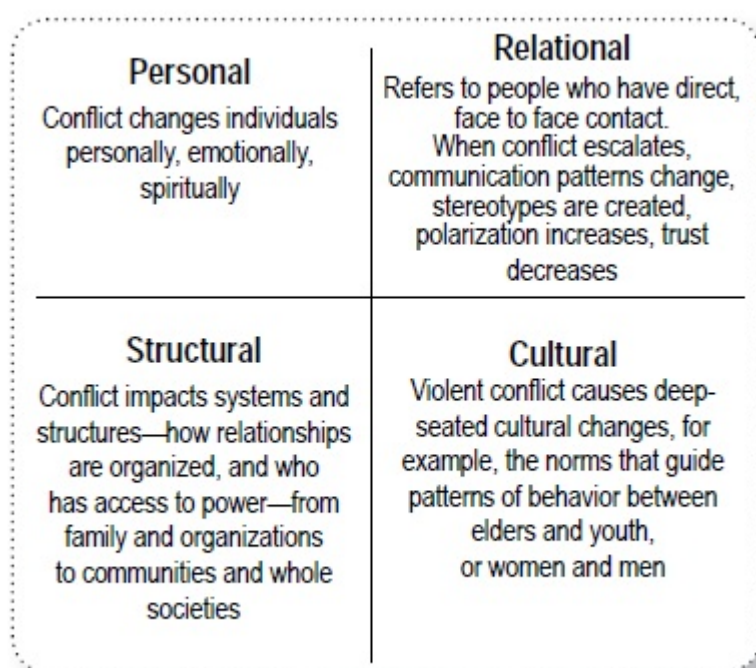 Personal
Conflict changes individuals
personally, emotionally,
spiritually
Relational
Refers to people who have direct,
face to face contact.
When conflict escalates,
communication patterns change,
stereotypes are created,
polarization increases, trust
decreases
Structural
Conflict impacts systems and
structures—how relationships
are organized, and who
has access to power—from
family and organizations
to communities and whole
societies
Cultural
Violent conflict causes deep-
seated cultural changes, for
example, the norms that guide
patterns of behavior between
elders and youth,
or women and men